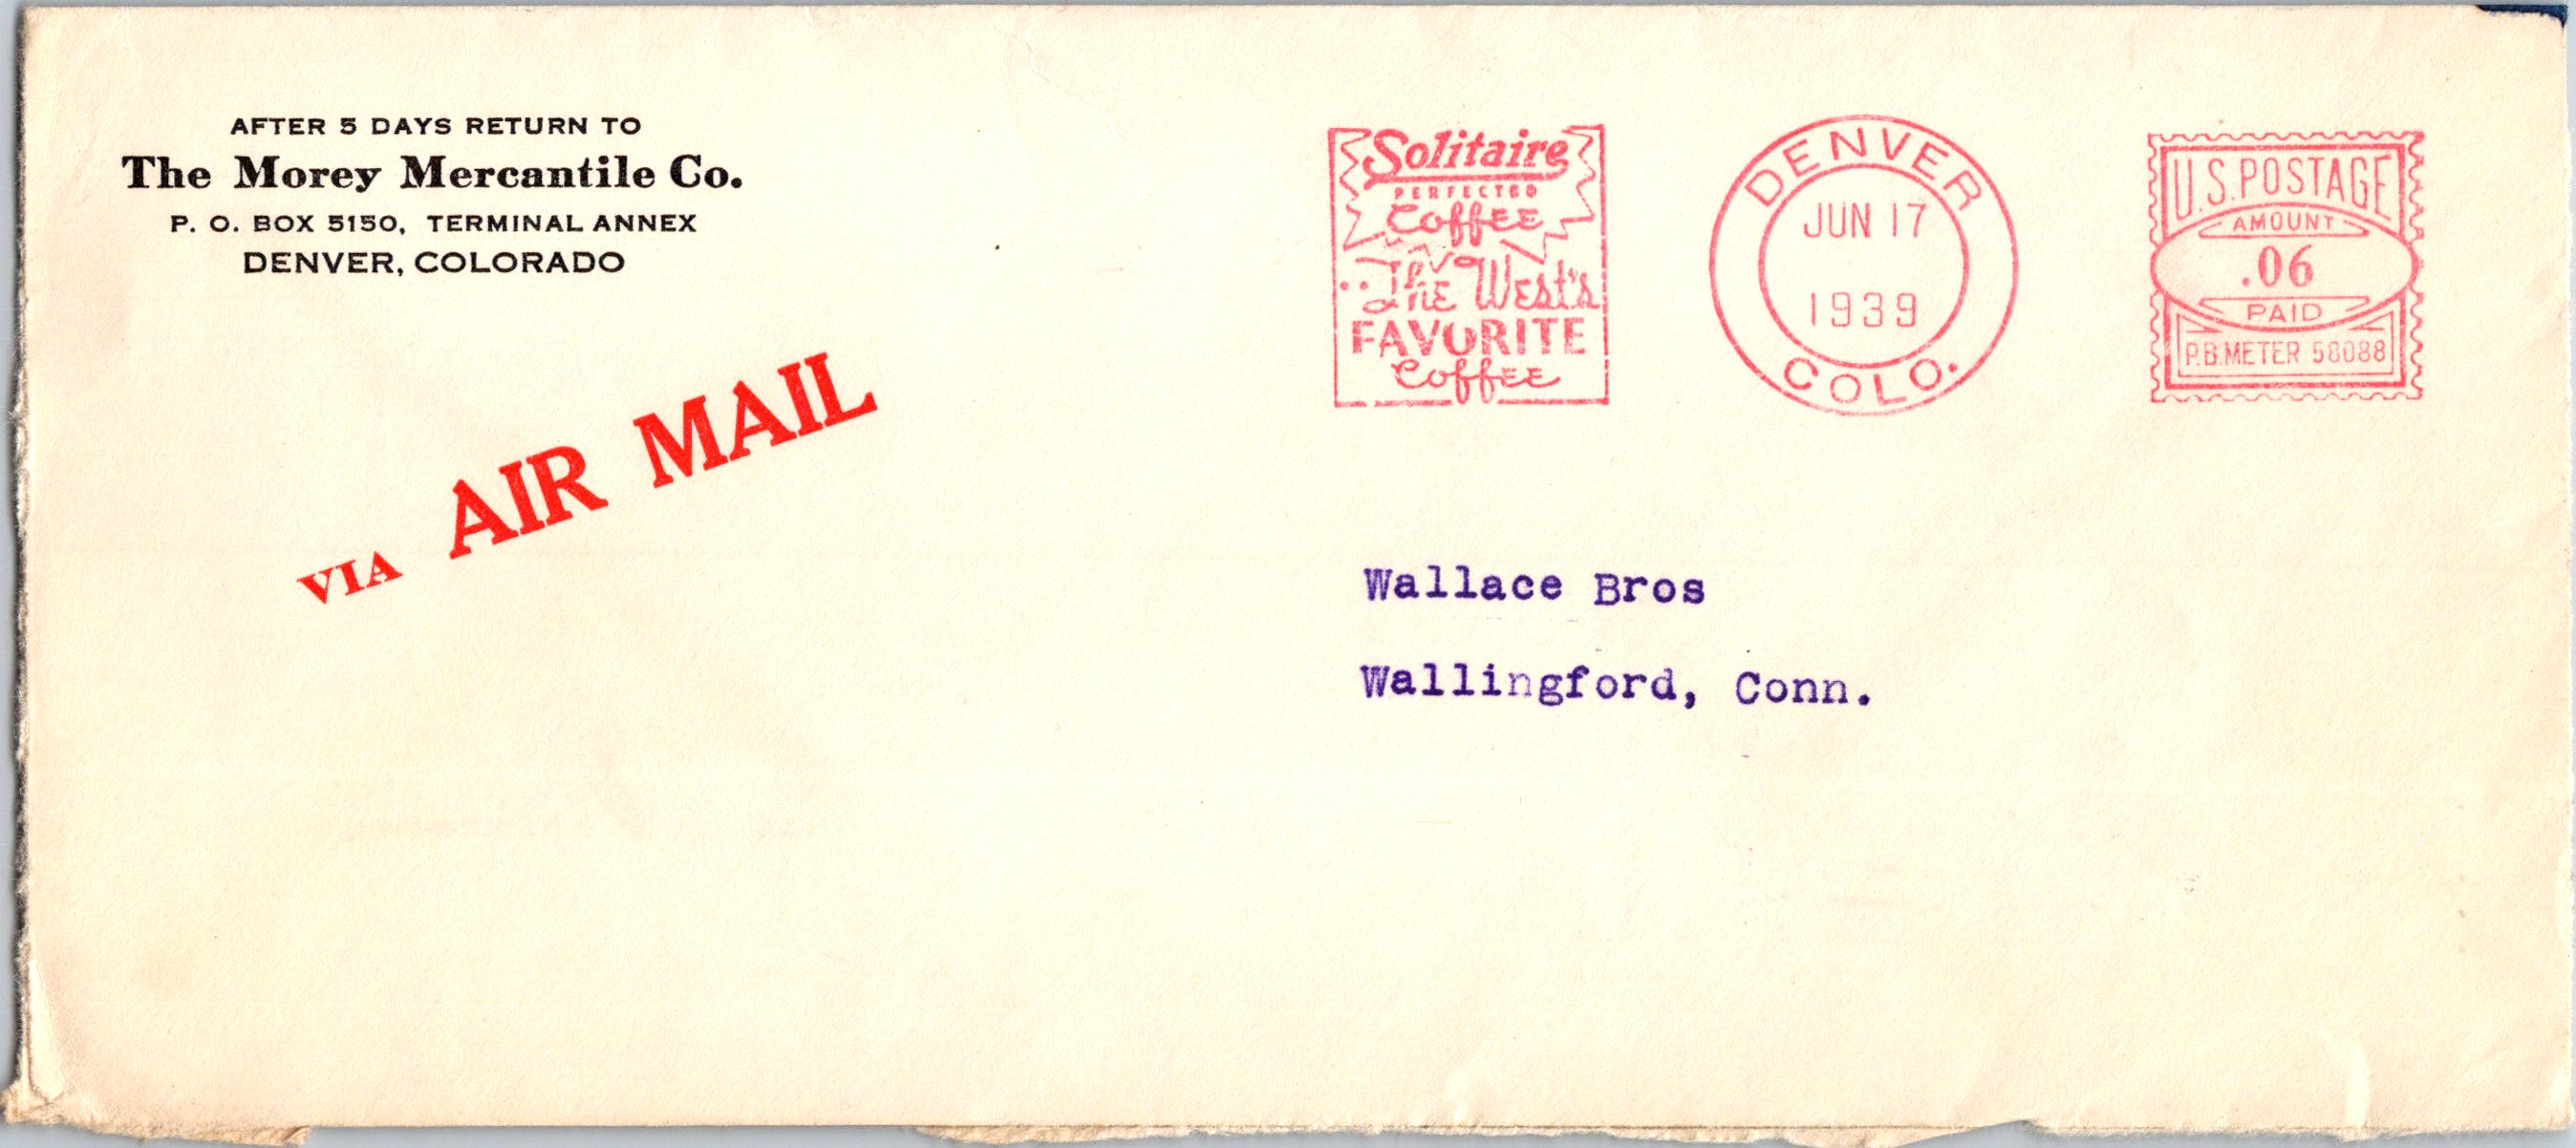 AFTER 5 DAYS RETURN TO
The Morey Mercantile Co.
P. O. BOX 5150, TERMINAL ANNEX
DENVER, COLORADO
VIA AIR MAIL
Solitaire
PERFECTED
Coffee
..The West's
FAVORITE
Coffee
DENVER
JUN 17
1939
COLO.
U.S. POSTAGE
AMOUNT
.06
PAID
P.B. METER 58088
Wallace Bros
Wallingford, Conn.